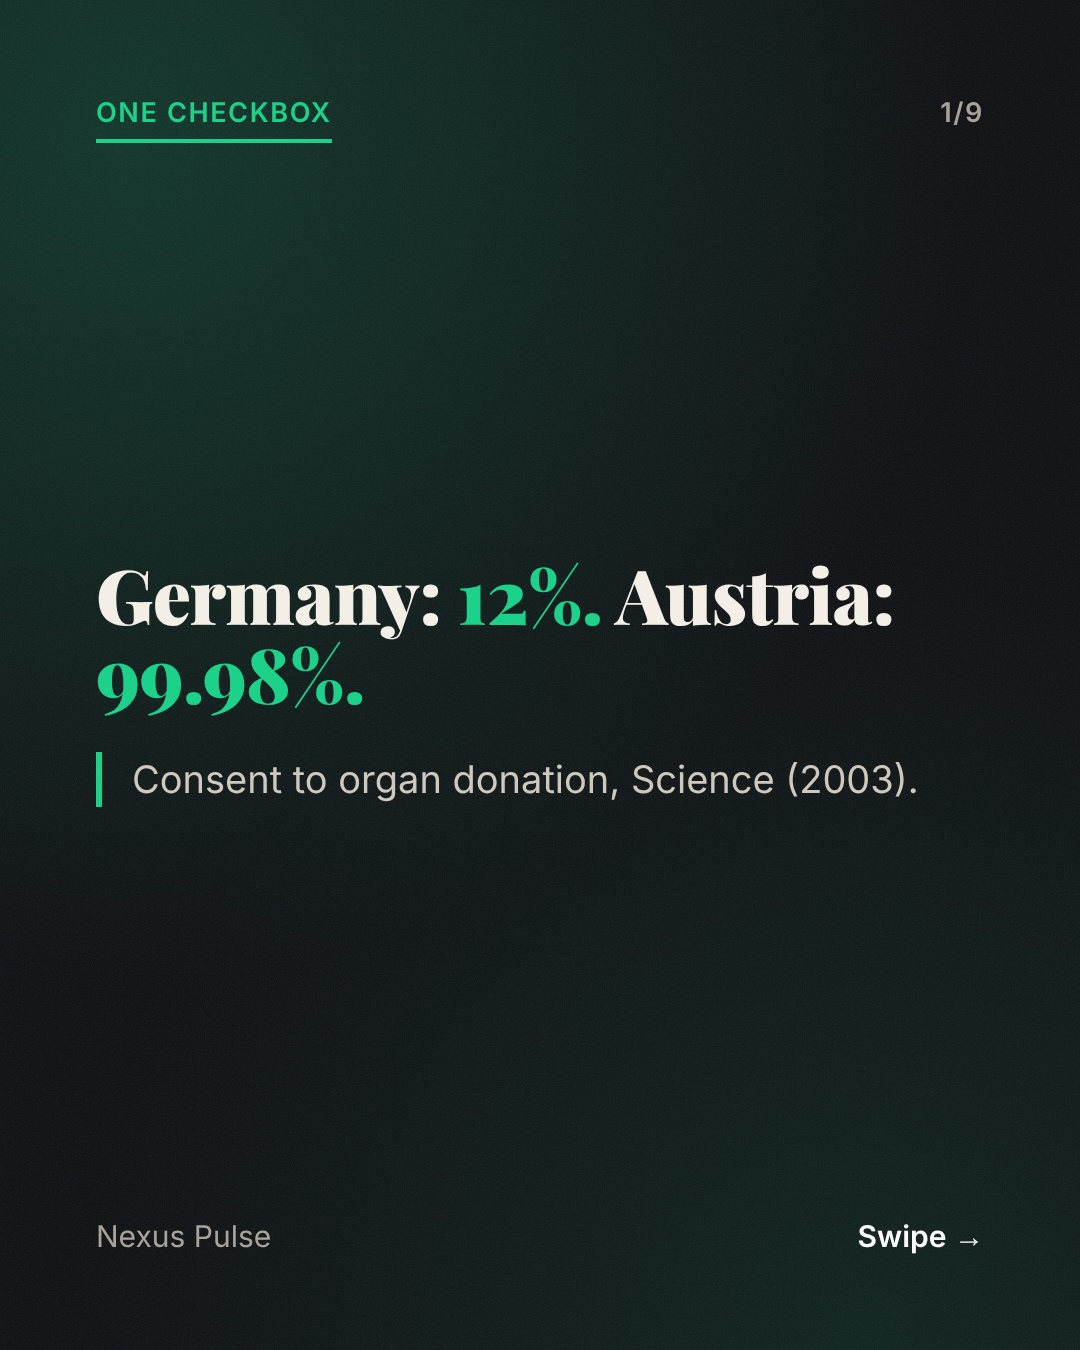 ONE CHECKBOX
1/9
Germany: 12%. Austria:
99.98%.
Consent to organ donation, Science (2003).
Nexus Pulse
Swipe →